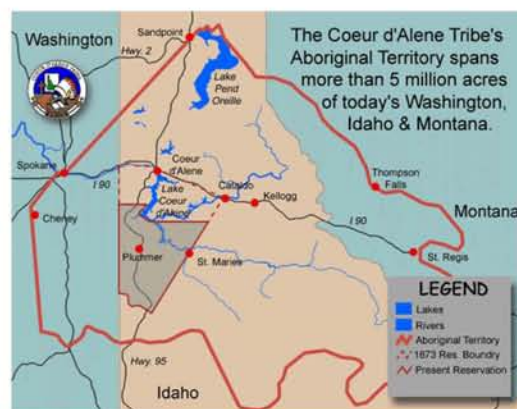 Washington
Sandpoint
Hwy. 2
The Coeur d'Alene Tribe's
Aboriginal Territory spans
more than 5 million acres
of today's Washington,
Idaho & Montana.
Lake
Pend
Oreille
Spokane
I 90
Coeur
d'Alene
Lake
Coeur
d'Alene
Cataldo
Kellogg
Thompson
Falls
Montana
I 90
Cheney
Plummer
St. Maries
St. Regis
LEGEND
Lakes
Rivers
Aboriginal Territory
1873 Res. Boundry
Present Reservation
Hwy. 95
Idaho